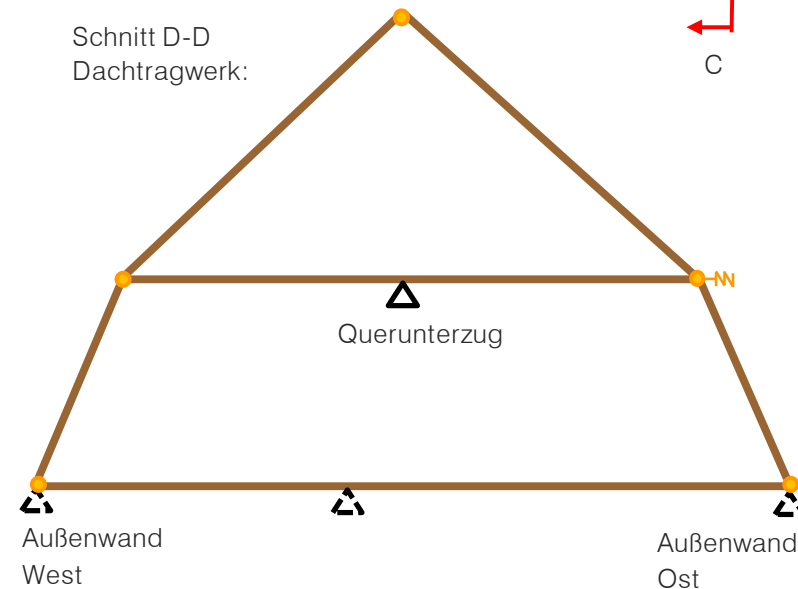 Schnitt D-D
Dachtragwerk:
C
Querunterzug
Außenwand
West
Außenwand
Ost